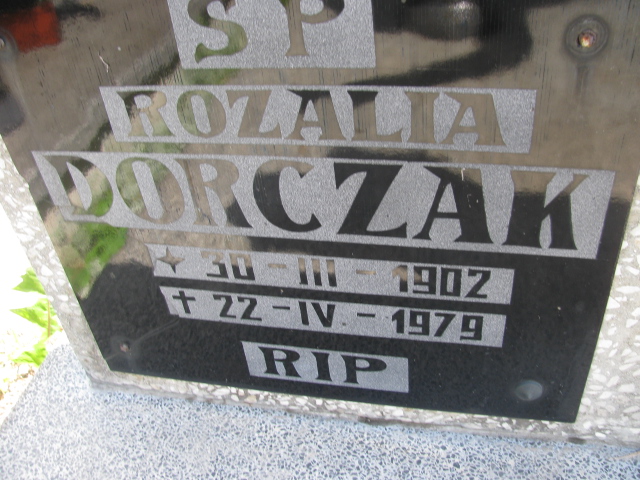 SP
ROZALIA
DORCZAK
30-III-1902
✝ 22-IV.-1979
RIP